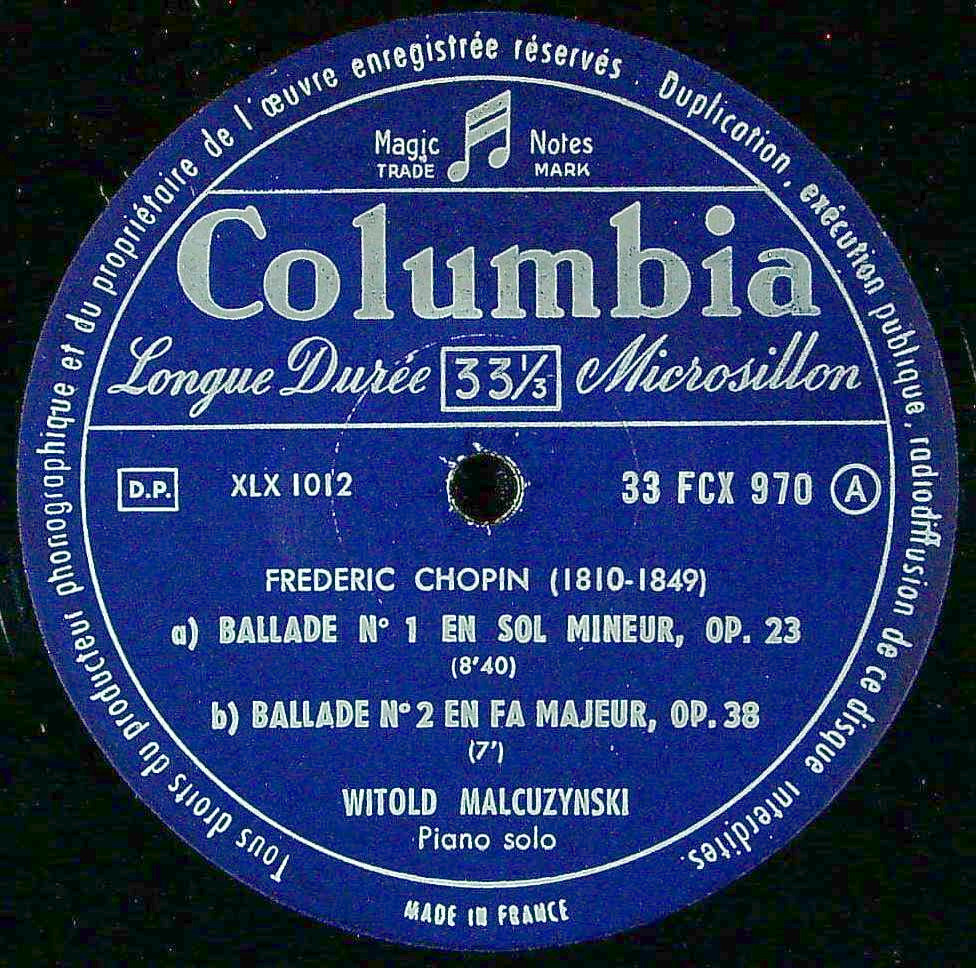 Tous droits du producteur phonographique et du propriétaire de l'œuvre enregistrée réservés. Duplication, exécution publique, radiodiffusion de ce disque interdites.
Magic Notes
TRADE MARK
Columbia
Longue Durée 33⅓ Microsillon
D.P. XLX 1012 33 FCX 970 A
FREDERIC CHOPIN (1810-1849)
a) BALLADE N° 1 EN SOL MINEUR, OP. 23
(8'40)
b) BALLADE N° 2 EN FA MAJEUR, OP. 38
(7')
WITOLD MALCUZYNSKI
Piano solo
MADE IN FRANCE